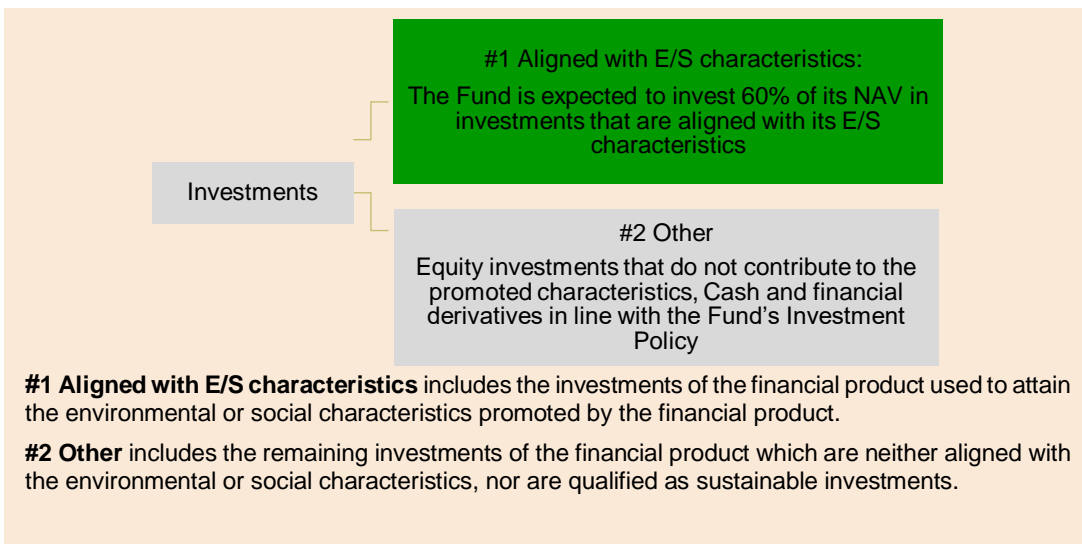 #1 Aligned with E/S characteristics:
The Fund is expected to invest 60% of its NAV in
investments that are aligned with its E/S
characteristics
Investments
#2 Other
Equity investments that do not contribute to the
promoted characteristics, Cash and financial
derivatives in line with the Fund's Investment
Policy
#1 Aligned with E/S characteristics includes the investments of the financial product used to attain
the environmental or social characteristics promoted by the financial product.
#2 Other includes the remaining investments of the financial product which are neither aligned with
the environmental or social characteristics, nor are qualified as sustainable investments.